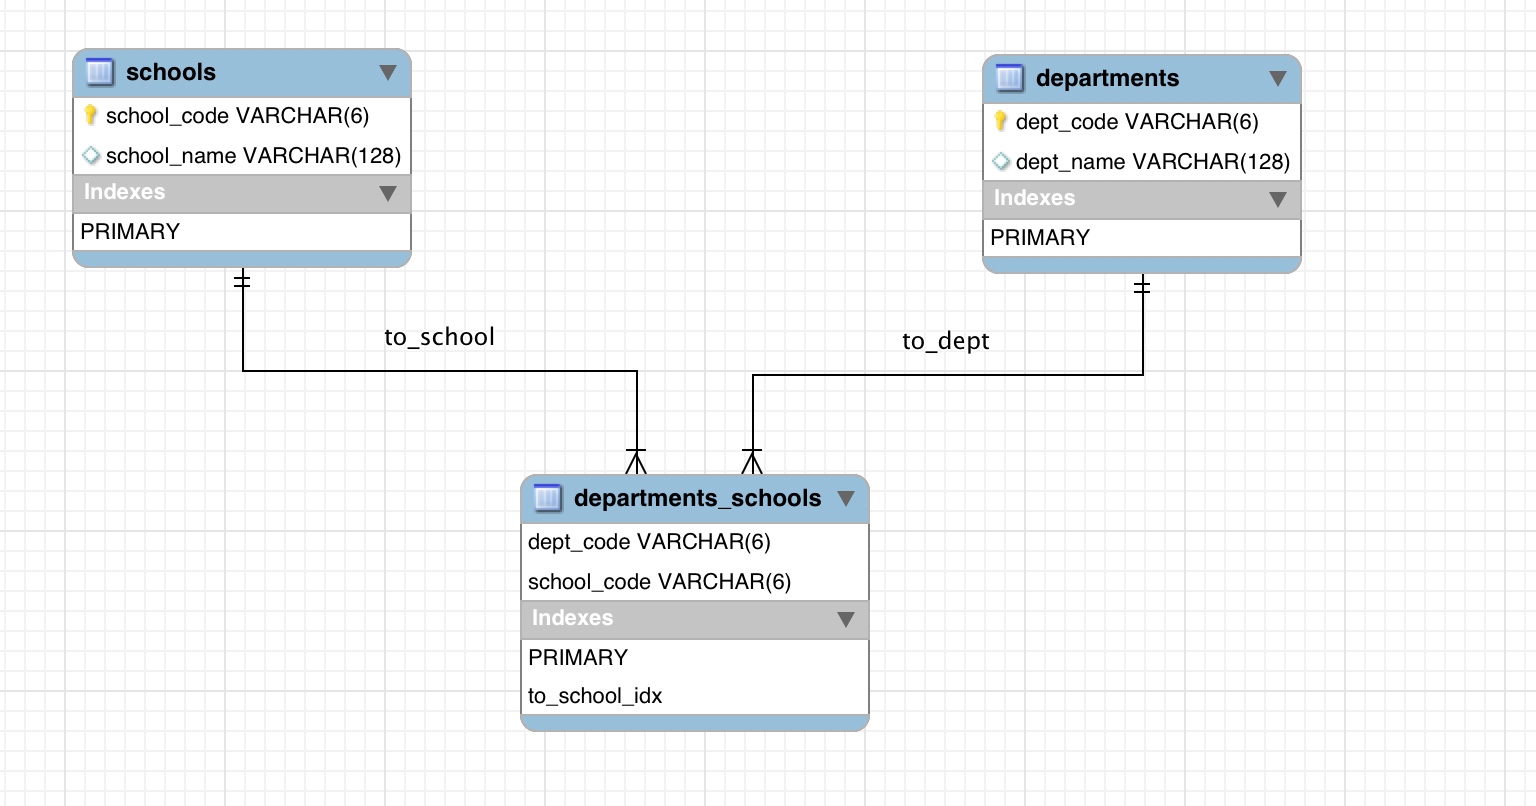 schools
school_code VARCHAR(6)
school_name VARCHAR(128)
Indexes
PRIMARY
departments
dept_code VARCHAR(6)
dept_name VARCHAR(128)
Indexes
PRIMARY
to_school
to_dept
departments_schools
dept_code VARCHAR(6)
school_code VARCHAR(6)
Indexes
PRIMARY
to_school_idx